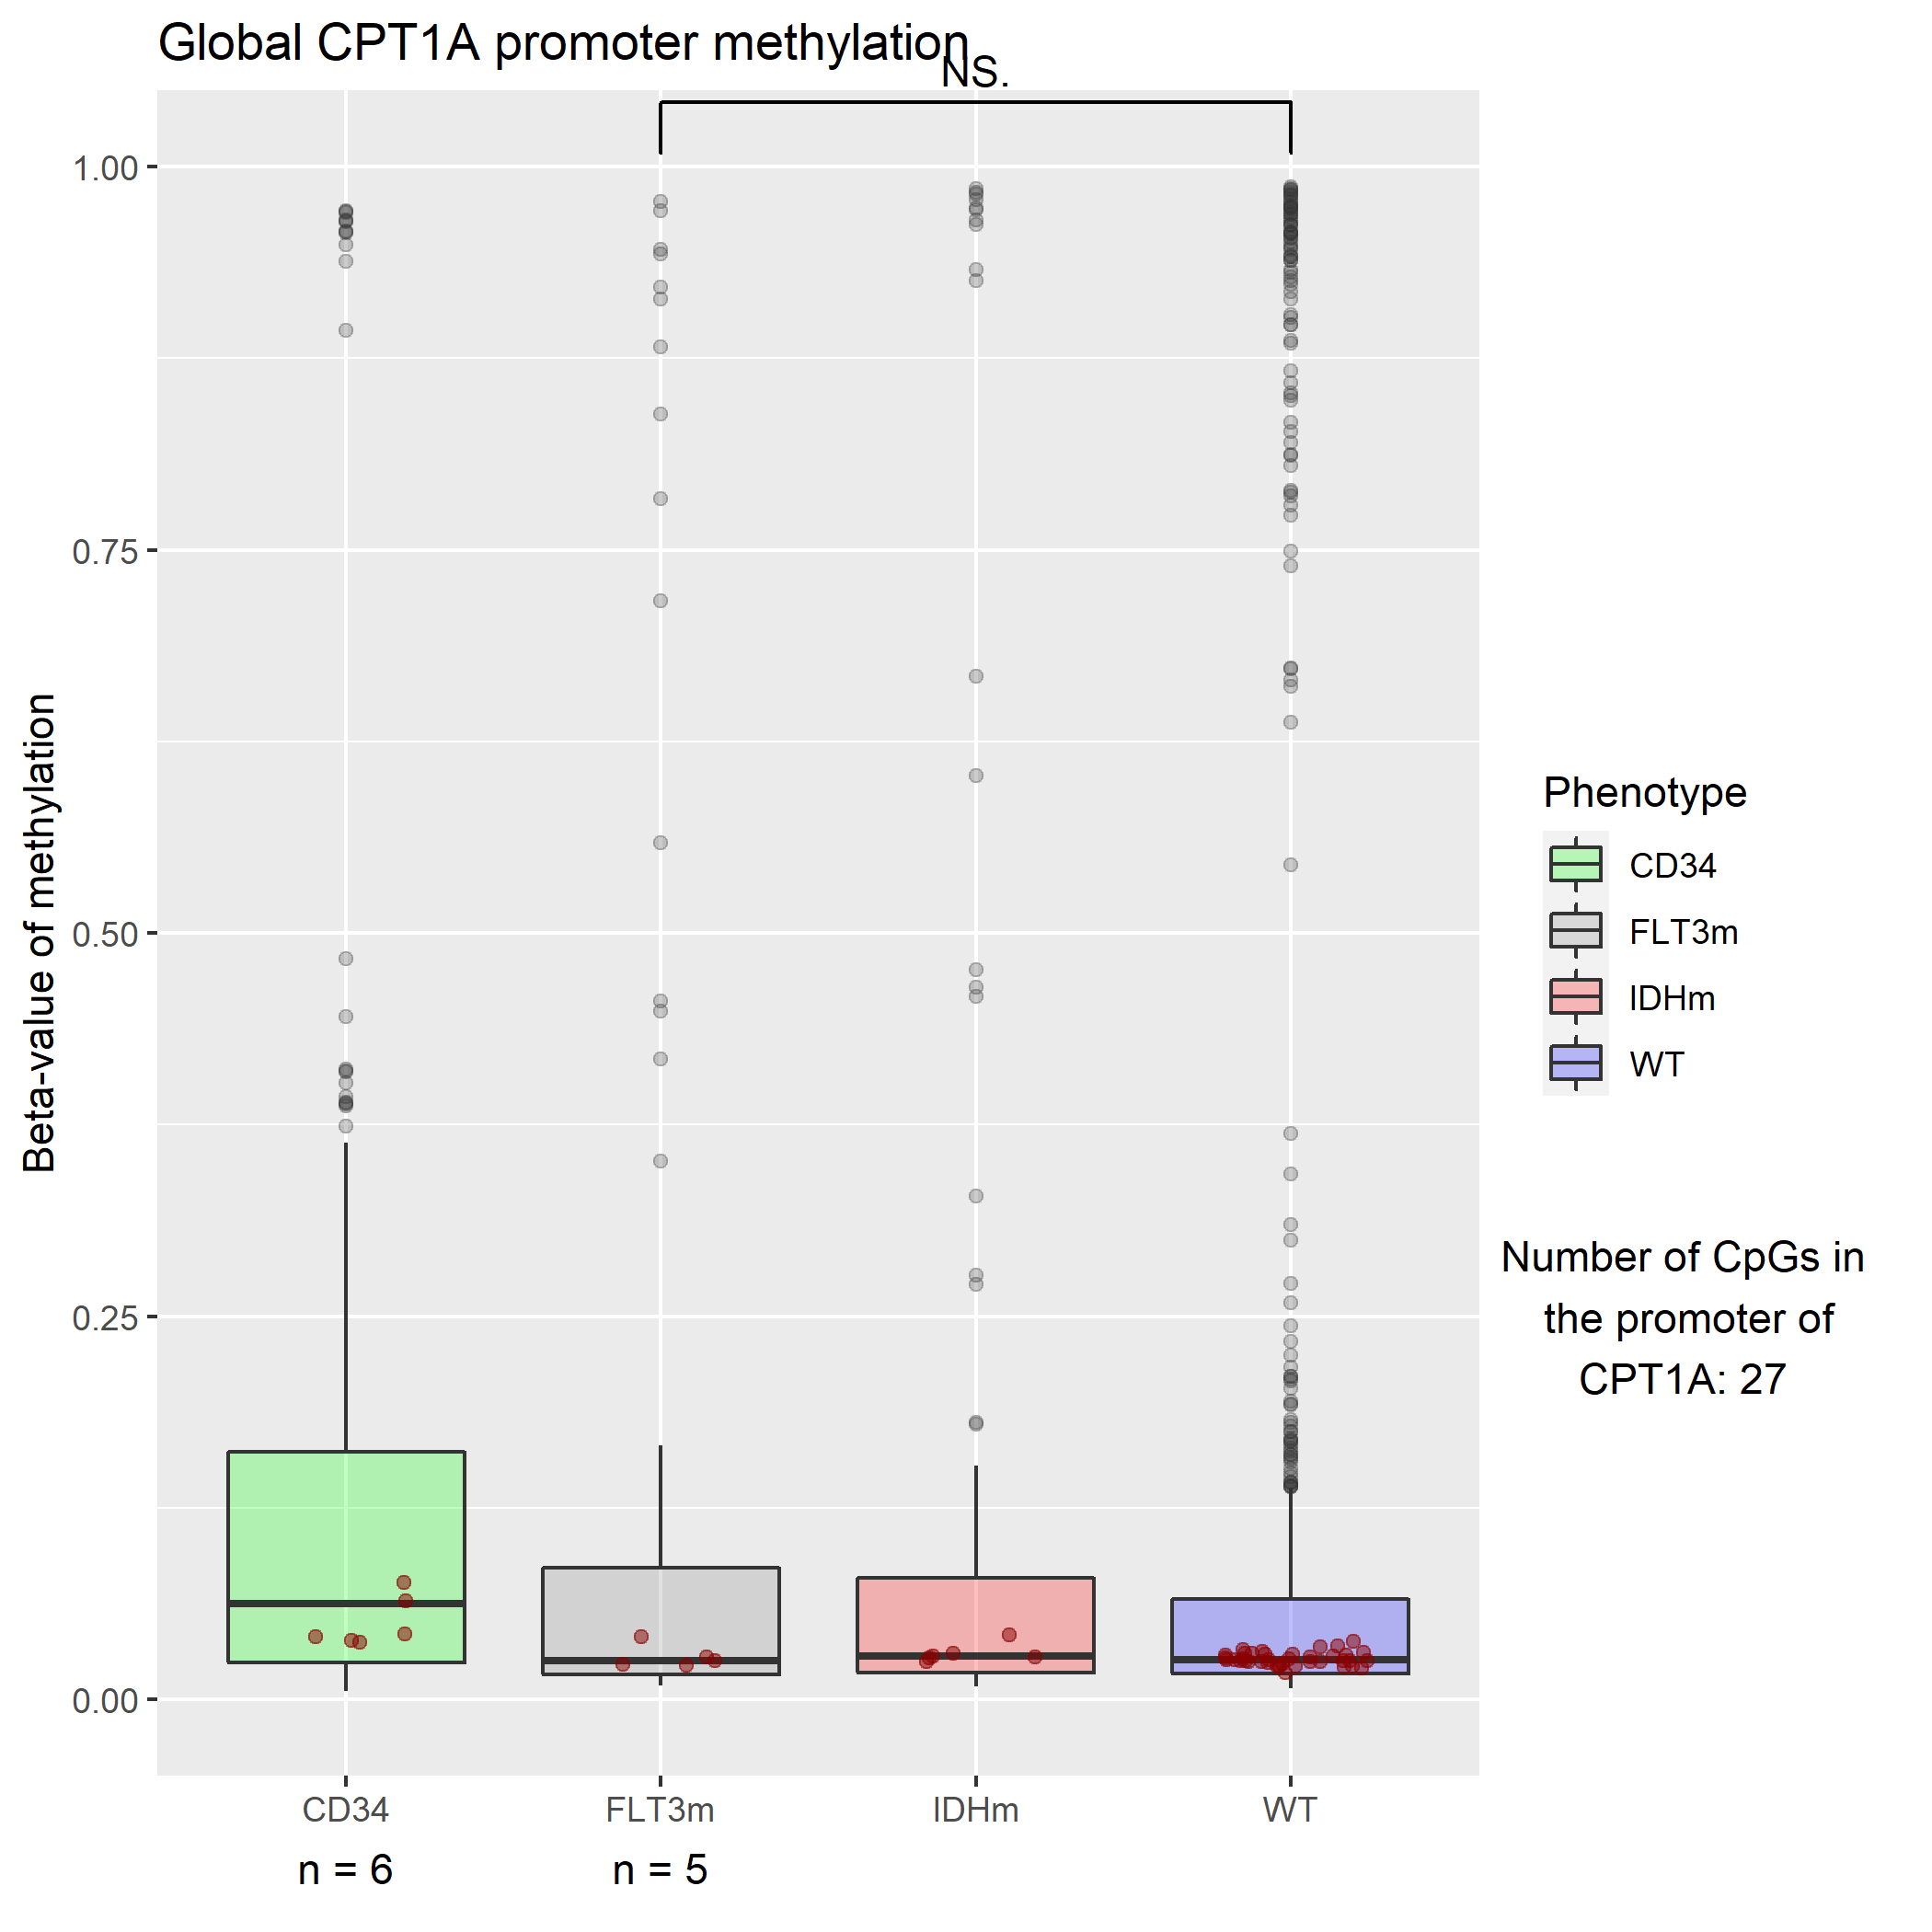 Global CPT1A promoter methylation
NS.
1.00
0.75
0.50
0.25
0.00
Beta-value of methylation
CD34
FLT3m
IDHm
WT
n = 6
n = 5
Phenotype
CD34
FLT3m
IDHm
WT
Number of CpGs in
the promoter of
CPT1A: 27